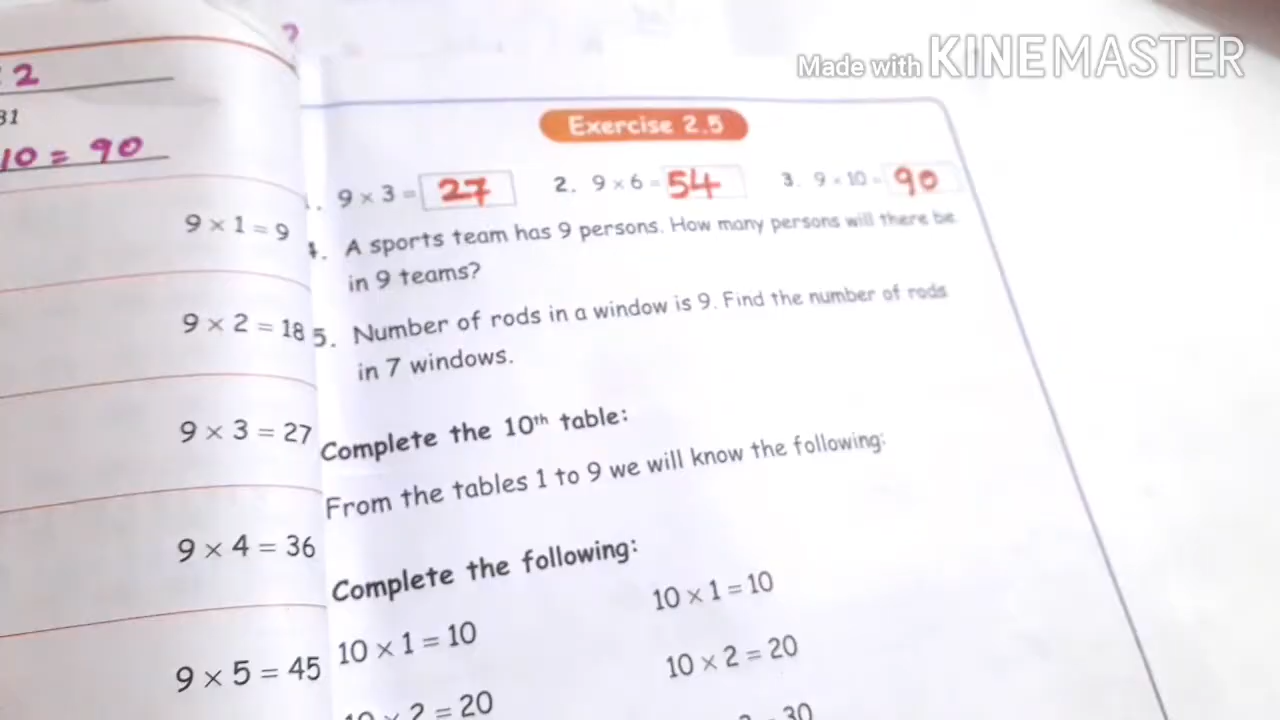 Made with KINEMASTER
2
31
10 = 90
9 × 1 = 9
9 × 2 = 18
9 × 3 = 27
9 × 4 = 36
9 × 5 = 45
Exercise 2.5
9 × 3 = 27 2. 9 × 6 = 54 3. 9 × 10 = 90
4. A sports team has 9 persons. How many persons will there be
in 9 teams?
5. Number of rods in a window is 9. Find the number of rods
in 7 windows.
Complete the 10th table:
From the tables 1 to 9 we will know the following:
Complete the following:
10 × 1 = 10 10 × 1 = 10
10 × 2 = 20 10 × 2 = 20
= 30